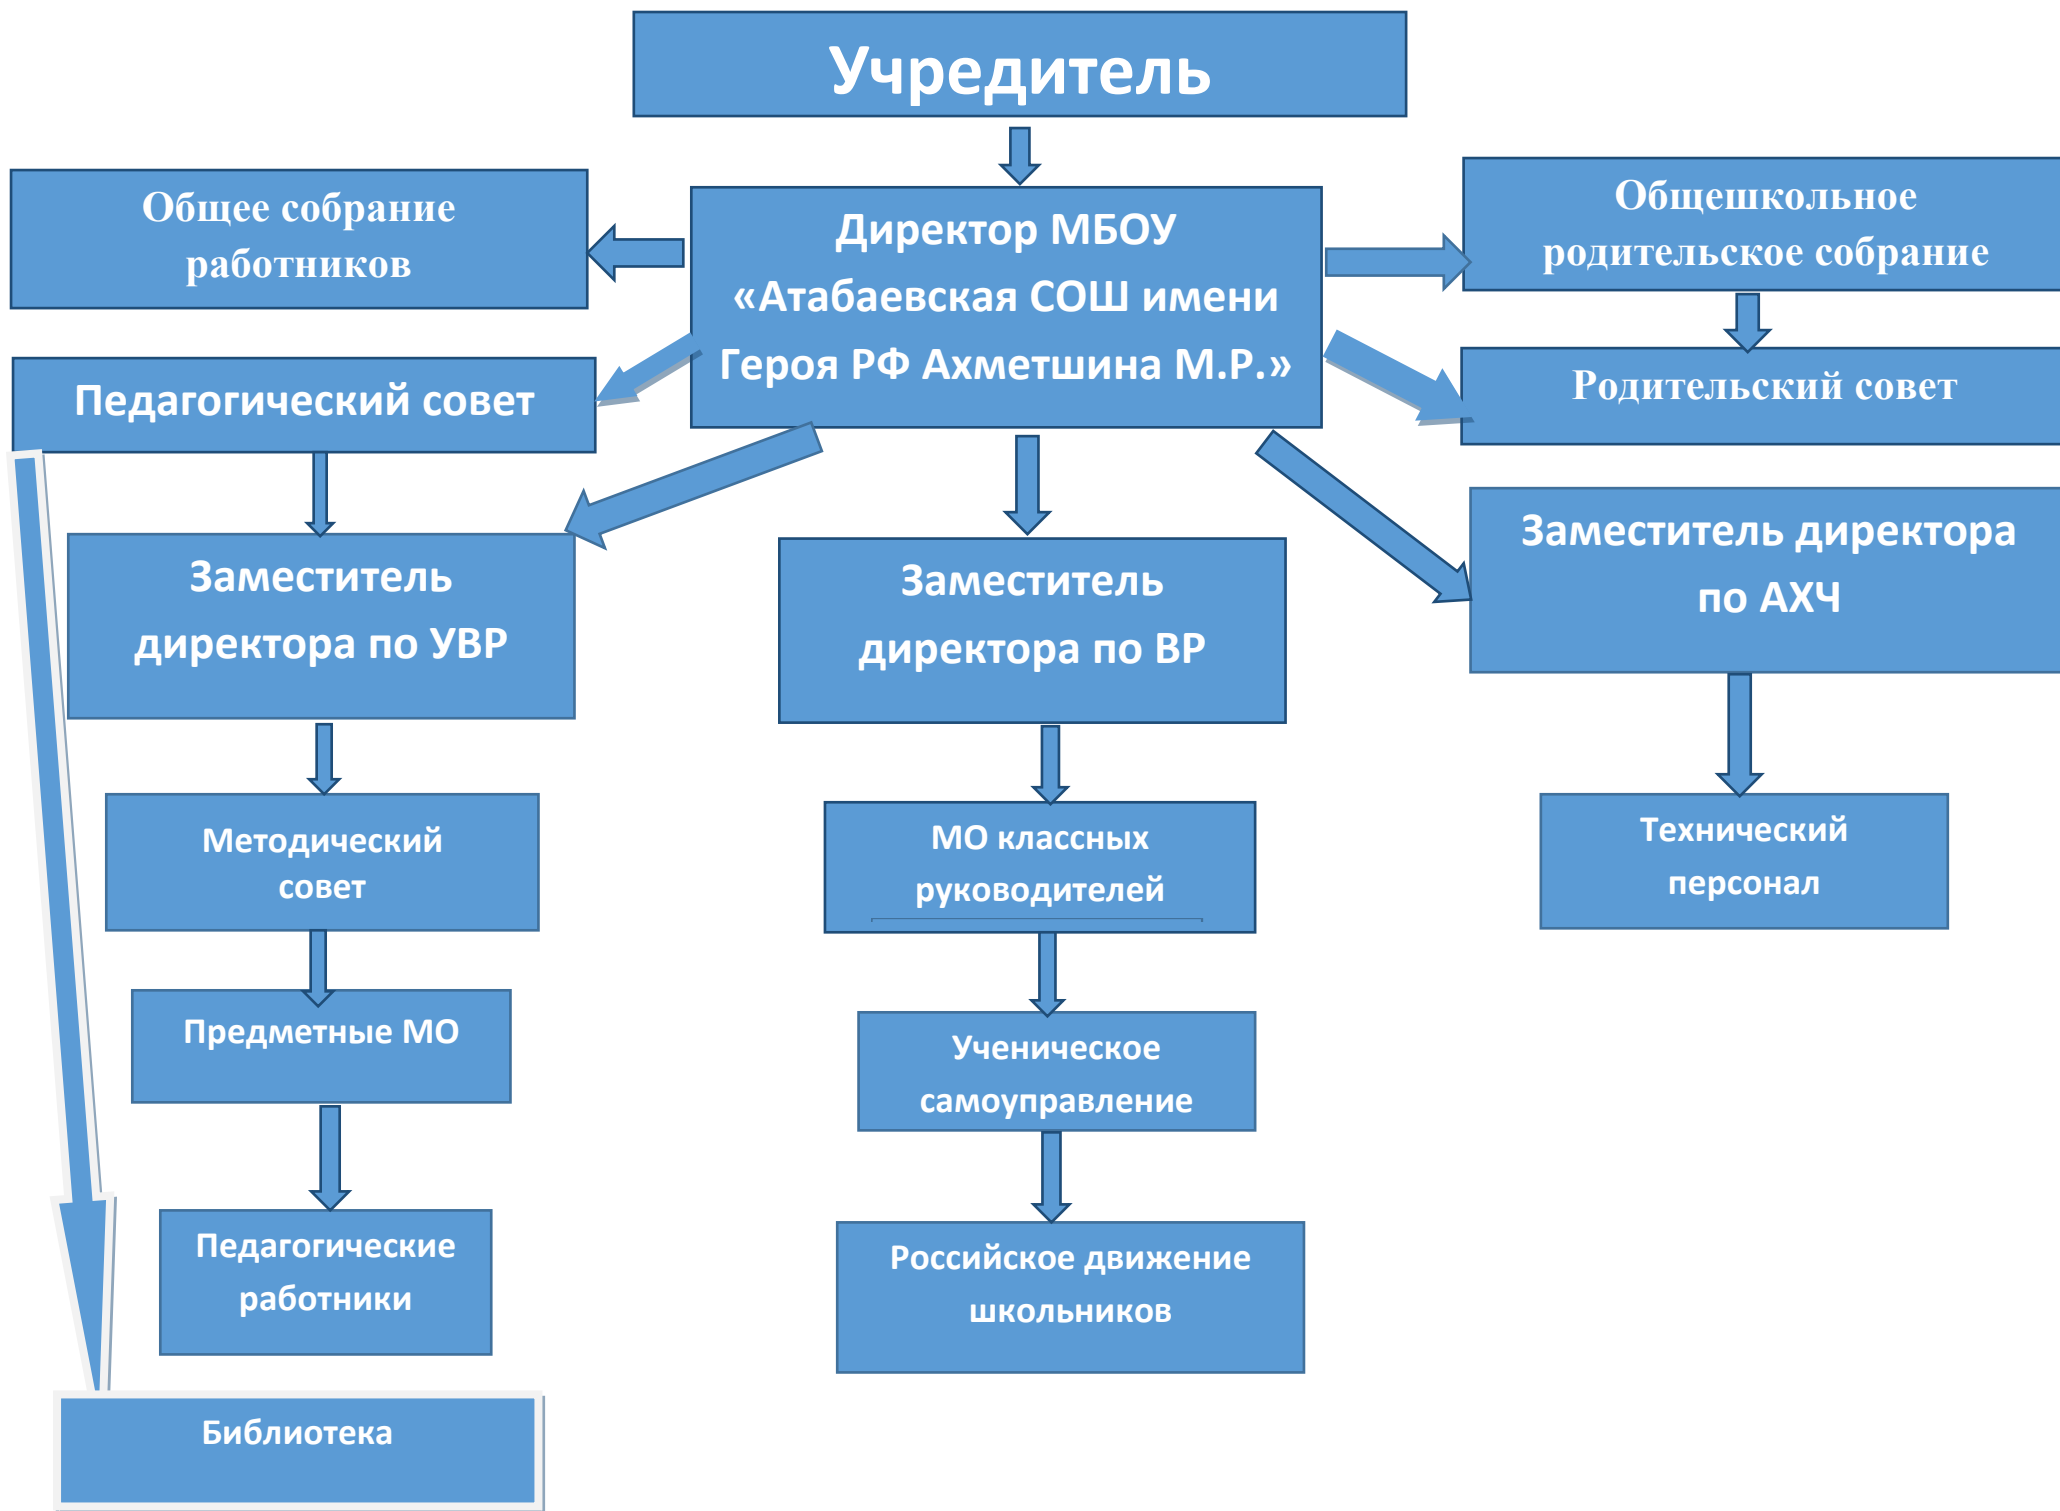 Учредитель
Общее собрание
работников
Директор МБОУ
«Атабаевская СОШ имени
Героя РФ Ахметшина М.Р.»
Общешкольное
родительское собрание
Педагогический совет
Родительский совет
Заместитель
директора по УВР
Заместитель
директора по ВР
Заместитель директора
по АХЧ
Методический
совет
МО классных
руководителей
Технический
персонал
Предметные МО
Ученическое
самоуправление
Педагогические
работники
Российское движение
школьников
Библиотека